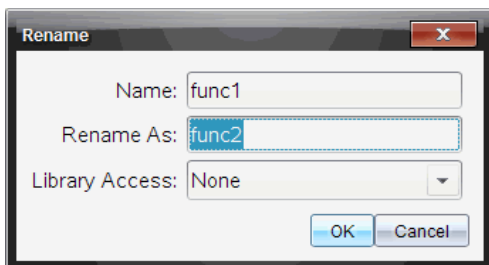 Rename
Name: func1
Rename As: func2
Library Access: None
OK Cancel